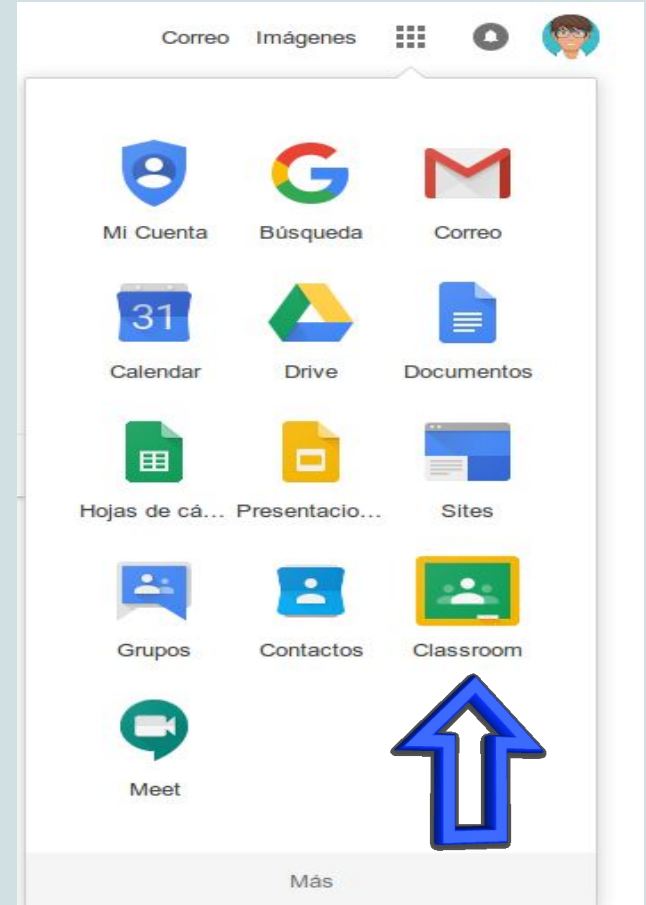 Correo Imágenes
Mi Cuenta Búsqueda Correo
31
Calendar Drive Documentos
Hojas de cá... Presentacio... Sites
Grupos Contactos Classroom
Meet
Más